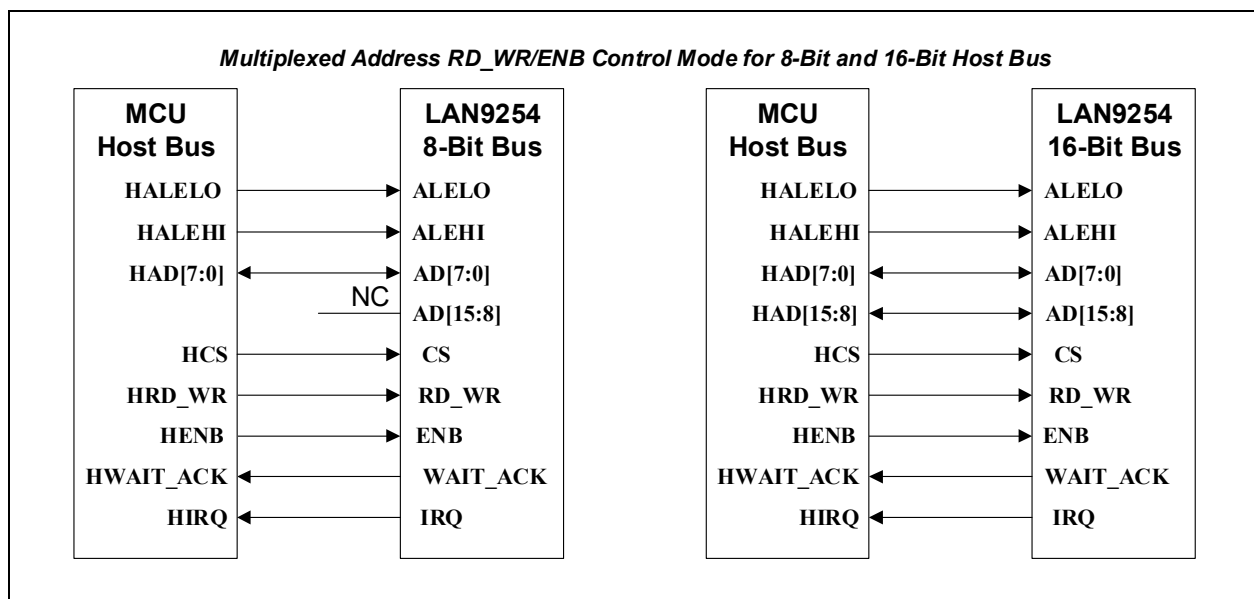 Multiplexed Address RD_WR/ENB Control Mode for 8-Bit and 16-Bit Host Bus
MCU
Host Bus
HALELO
HALEHI
HAD[7:0]
HCS
HRD_WR
HENB
HWAIT_ACK
HIRQ
NC
LAN9254
8-Bit Bus
ALELO
ALEHI
AD[7:0]
AD[15:8]
CS
RD_WR
ENB
WAIT_ACK
IRQ
MCU
Host Bus
HALELO
HALEHI
HAD[7:0]
HAD[15:8]
HCS
HRD_WR
HENB
HWAIT_ACK
HIRQ
LAN9254
16-Bit Bus
ALELO
ALEHI
AD[7:0]
AD[15:8]
CS
RD_WR
ENB
WAIT_ACK
IRQ